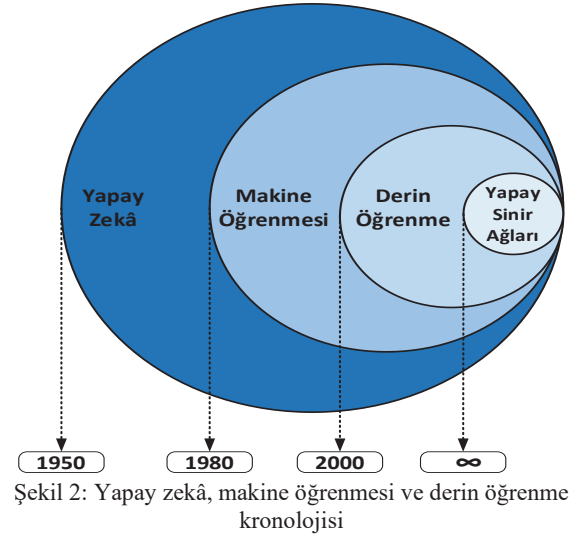 Yapay
Zekâ
Makine
Öğrenmesi
Derin
Öğrenme
Yapay
Sinir
Ağları
1950
1980
2000
∞
Şekil 2: Yapay zekâ, makine öğrenmesi ve derin öğrenme
kronolojisi